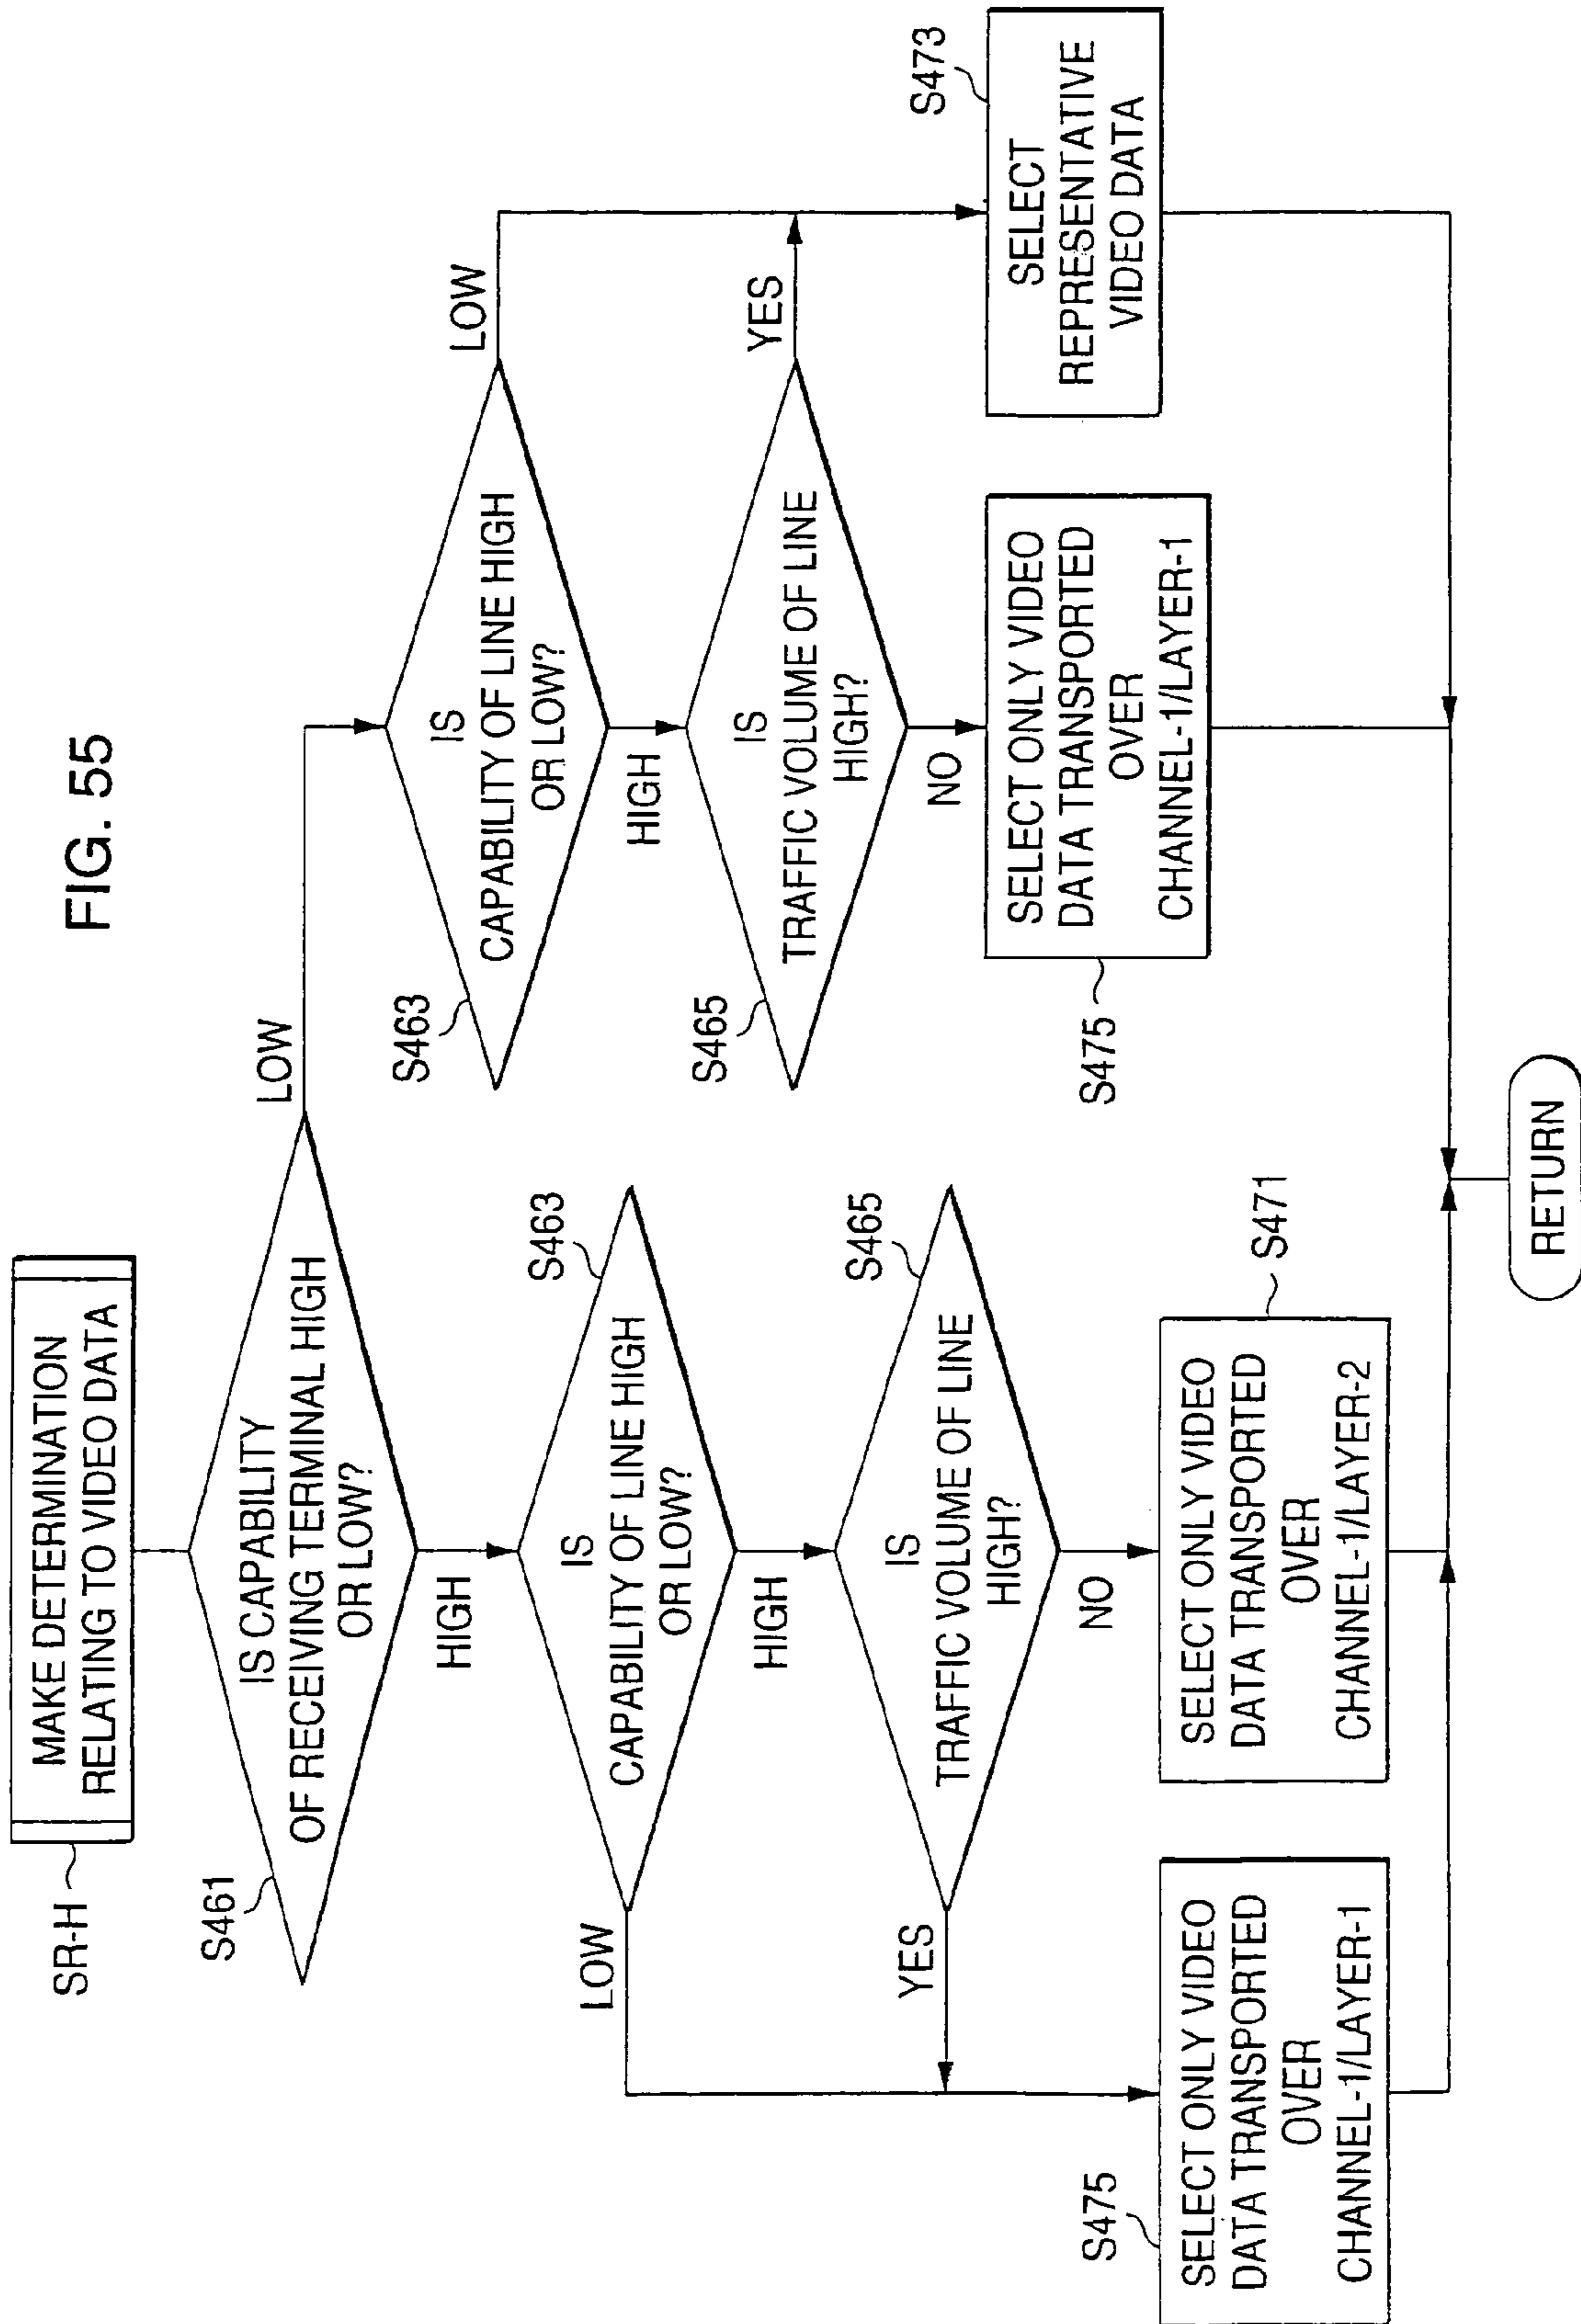 FIG. 55
MAKE DETERMINATION
RELATING TO VIDEO DATA
SR-H
IS CAPABILITY
OF RECEIVING TERMINAL HIGH
OR LOW?
S461
LOW
HIGH
IS
CAPABILITY OF LINE HIGH
OR LOW?
S463
LOW
HIGH
IS
TRAFFIC VOLUME OF LINE
HIGH?
S465
YES
NO
SELECT ONLY VIDEO
DATA TRANSPORTED
OVER
CHANNEL-1/LAYER-1
S475
SELECT ONLY VIDEO
DATA TRANSPORTED
OVER
CHANNEL-1/LAYER-2
S471
IS
CAPABILITY OF LINE HIGH
OR LOW?
S463
LOW
HIGH
IS
TRAFFIC VOLUME OF LINE
HIGH?
S465
YES
NO
SELECT ONLY VIDEO
DATA TRANSPORTED
OVER
CHANNEL-1/LAYER-1
S475
SELECT
REPRESENTATIVE
VIDEO DATA
S473
RETURN